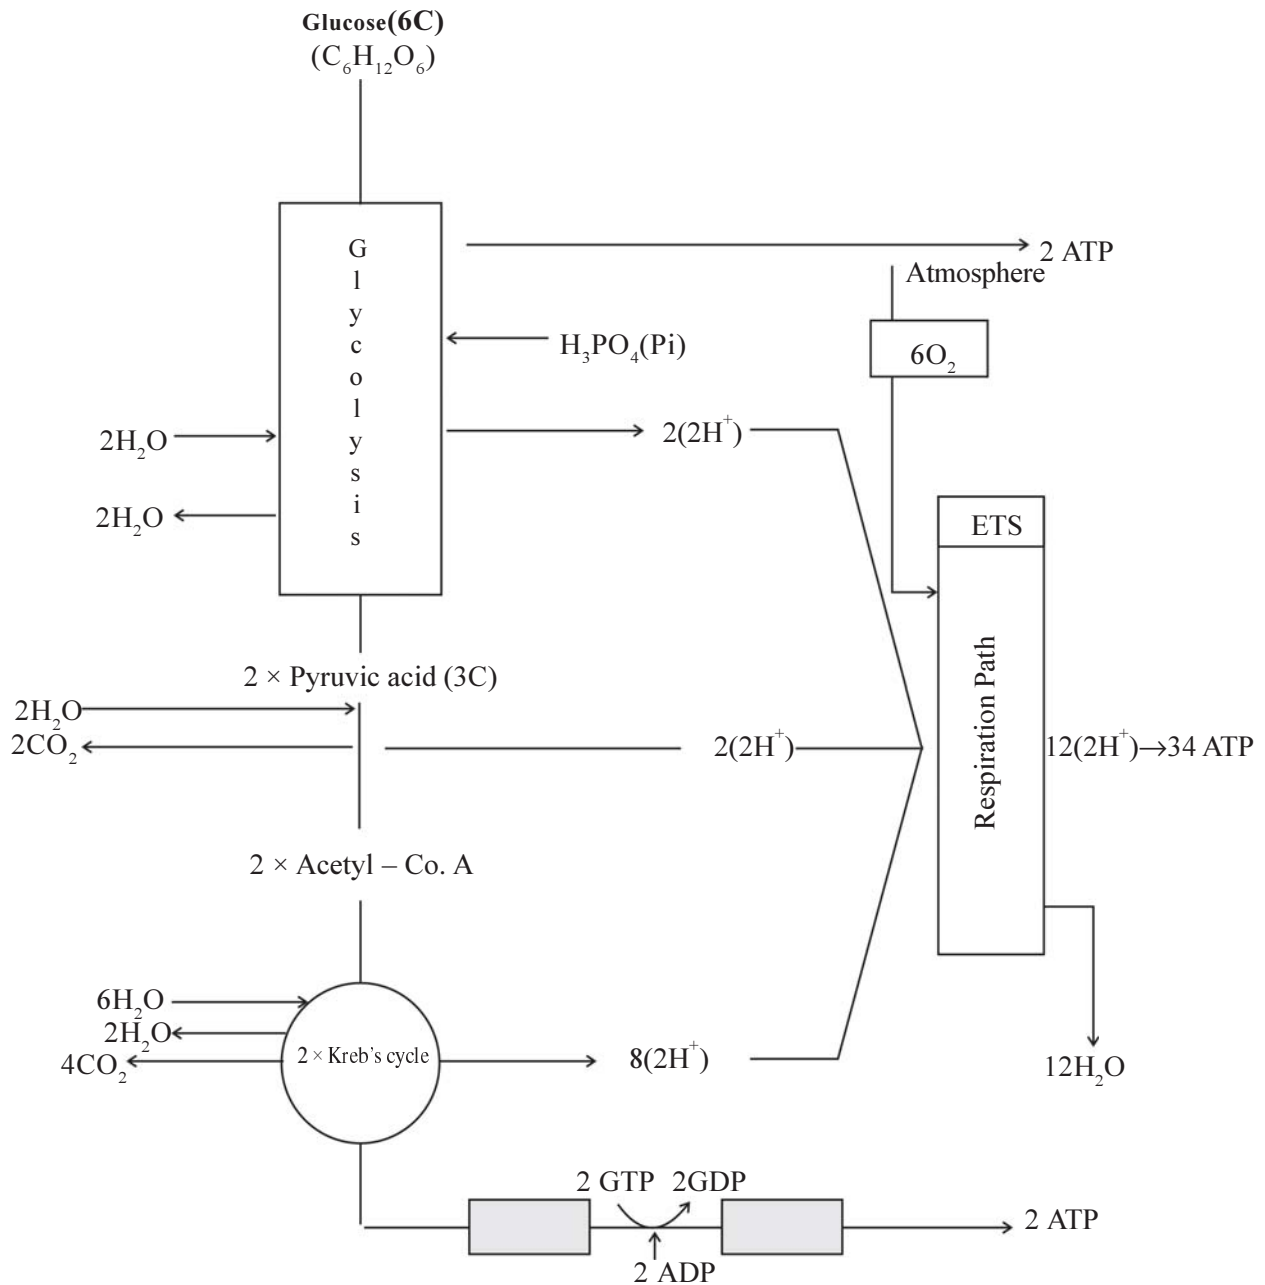 Glucose(6C)
(C₆H₁₂O₆)
Glycolysis
2 ATP
Atmosphere
6O₂
H₃PO₄(Pi)
2H₂O
2(2H⁺)
2H₂O
ETS
Respiration Path
2 × Pyruvic acid (3C)
2H₂O
2CO₂
2(2H⁺)
12(2H⁺)→34 ATP
2 × Acetyl – Co. A
6H₂O
2H₂O
2 × Kreb's cycle
4CO₂
8(2H⁺)
12H₂O
2 GTP 2GDP
2 ATP
2 ADP